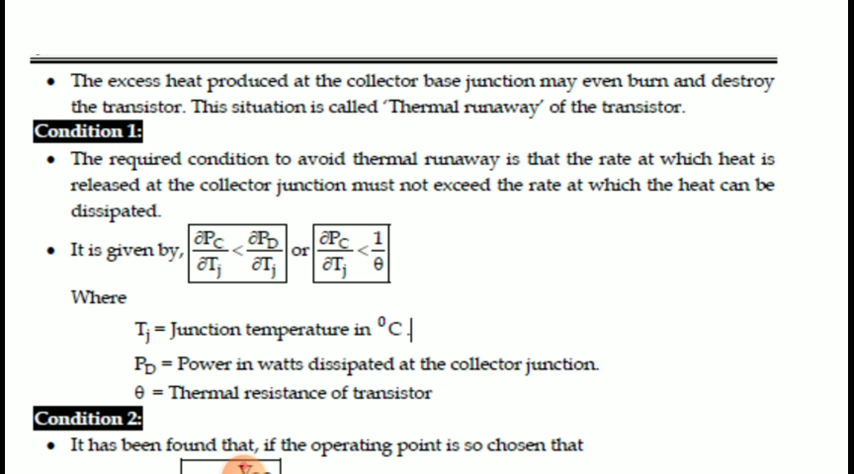 • The excess heat produced at the collector base junction may even burn and destroy
the transistor. This situation is called ‘Thermal runaway’ of the transistor.
Condition 1:
• The required condition to avoid thermal runaway is that the rate at which heat is
released at the collector junction must not exceed the rate at which the heat can be
dissipated.
• It is given by, ∂P_C/∂T_j < ∂P_D/∂T_j or ∂P_C/∂T_j < 1/θ
Where
T_j = Junction temperature in ⁰C.
P_D = Power in watts dissipated at the collector junction.
θ = Thermal resistance of transistor
Condition 2:
• It has been found that, if the operating point is so chosen that